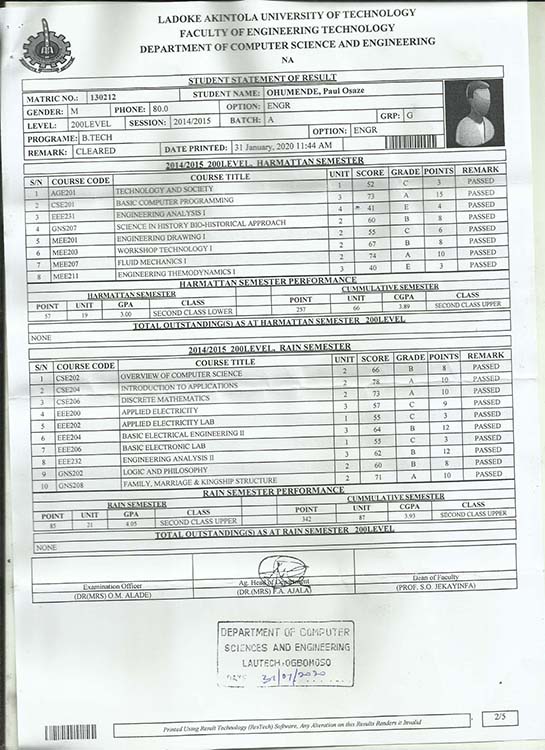 LADOKE AKINTOLA UNIVERSITY OF TECHNOLOGY
FACULTY OF ENGINEERING TECHNOLOGY
DEPARTMENT OF COMPUTER SCIENCE AND ENGINEERING
NA
STUDENT STATEMENT OF RESULT
MATRIC NO.: 130212 STUDENT NAME: OHUMENDE, Paul Osaze
GENDER: M PHONE: 80.0 OPTION: ENGR
LEVEL: 200LEVEL SESSION: 2014/2015 BATCH: A GRP: G
PROGRAME: B.TECH OPTION: ENGR
REMARK: CLEARED DATE PRINTED: 31 January, 2020 11:44 AM
2014/2015 200LEVEL, HARMATTAN SEMESTER
S/N COURSE CODE COURSE TITLE UNIT SCORE GRADE POINTS REMARK
1 AGE201 TECHNOLOGY AND SOCIETY 1 52 C 3 PASSED
2 CSE201 BASIC COMPUTER PROGRAMMING 3 73 A 15 PASSED
3 EEE231 ENGINEERING ANALYSIS I 4 41 E 4 PASSED
4 GNS207 SCIENCE IN HISTORY BIO-HISTORICAL APPROACH 2 60 B 8 PASSED
5 MEE201 ENGINEERING DRAWING I 2 55 C 6 PASSED
6 MEE203 WORKSHOP TECHNOLOGY I 2 67 B 8 PASSED
7 MEE207 FLUID MECHANICS I 2 74 A 10 PASSED
8 MEE211 ENGINEERING THEMODYNAMICS I 3 40 E 3 PASSED
HARMATTAN SEMESTER PERFORMANCE
HARMATTAN SEMESTER CUMMULATIVE SEMESTER
POINT UNIT GPA CLASS POINT UNIT CGPA CLASS
57 19 3.00 SECOND CLASS LOWER 257 66 3.89 SECOND CLASS UPPER
TOTAL OUTSTANDING(S) AS AT HARMATTAN SEMESTER 200LEVEL
NONE
2014/2015 200LEVEL, RAIN SEMESTER
S/N COURSE CODE COURSE TITLE UNIT SCORE GRADE POINTS REMARK
1 CSE202 OVERVIEW OF COMPUTER SCIENCE 2 66 B 8 PASSED
2 CSE204 INTRODUCTION TO APPLICATIONS 2 78 A 10 PASSED
3 CSE206 DISCRETE MATHEMATICS 2 73 A 10 PASSED
4 EEE200 APPLIED ELECTRICITY 3 57 C 9 PASSED
5 EEE202 APPLIED ELECTRICITY LAB 1 55 C 3 PASSED
6 EEE204 BASIC ELECTRICAL ENGINEERING II 3 64 B 12 PASSED
7 EEE206 BASIC ELECTRONIC LAB 1 55 C 3 PASSED
8 EEE232 ENGINEERING ANALYSIS II 3 62 B 12 PASSED
9 GNS202 LOGIC AND PHILOSOPHY 2 60 B 8 PASSED
10 GNS208 FAMILY, MARRIAGE & KINGSHIP STRUCTURE 2 71 A 10 PASSED
RAIN SEMESTER PERFORMANCE
RAIN SEMESTER CUMMULATIVE SEMESTER
POINT UNIT GPA CLASS POINT UNIT CGPA CLASS
85 21 4.05 SECOND CLASS UPPER 342 87 3.93 SECOND CLASS UPPER
TOTAL OUTSTANDING(S) AS AT RAIN SEMESTER 200LEVEL
NONE
Examination Officer Ag. Head of Department Dean of Faculty
(DR(MRS) O.M. ALADE) (DR.(MRS) F.A. AJALA) (PROF. S.O. JEKAYINFA)
DEPARTMENT OF COMPUTER
SCIENCES AND ENGINEERING
LAUTECH, OGBOMOSO
DATE 31/01/2020
2/5
Printed Using Result Technology (ResTech) Software, Any Alteration on this Results Renders it Invalid